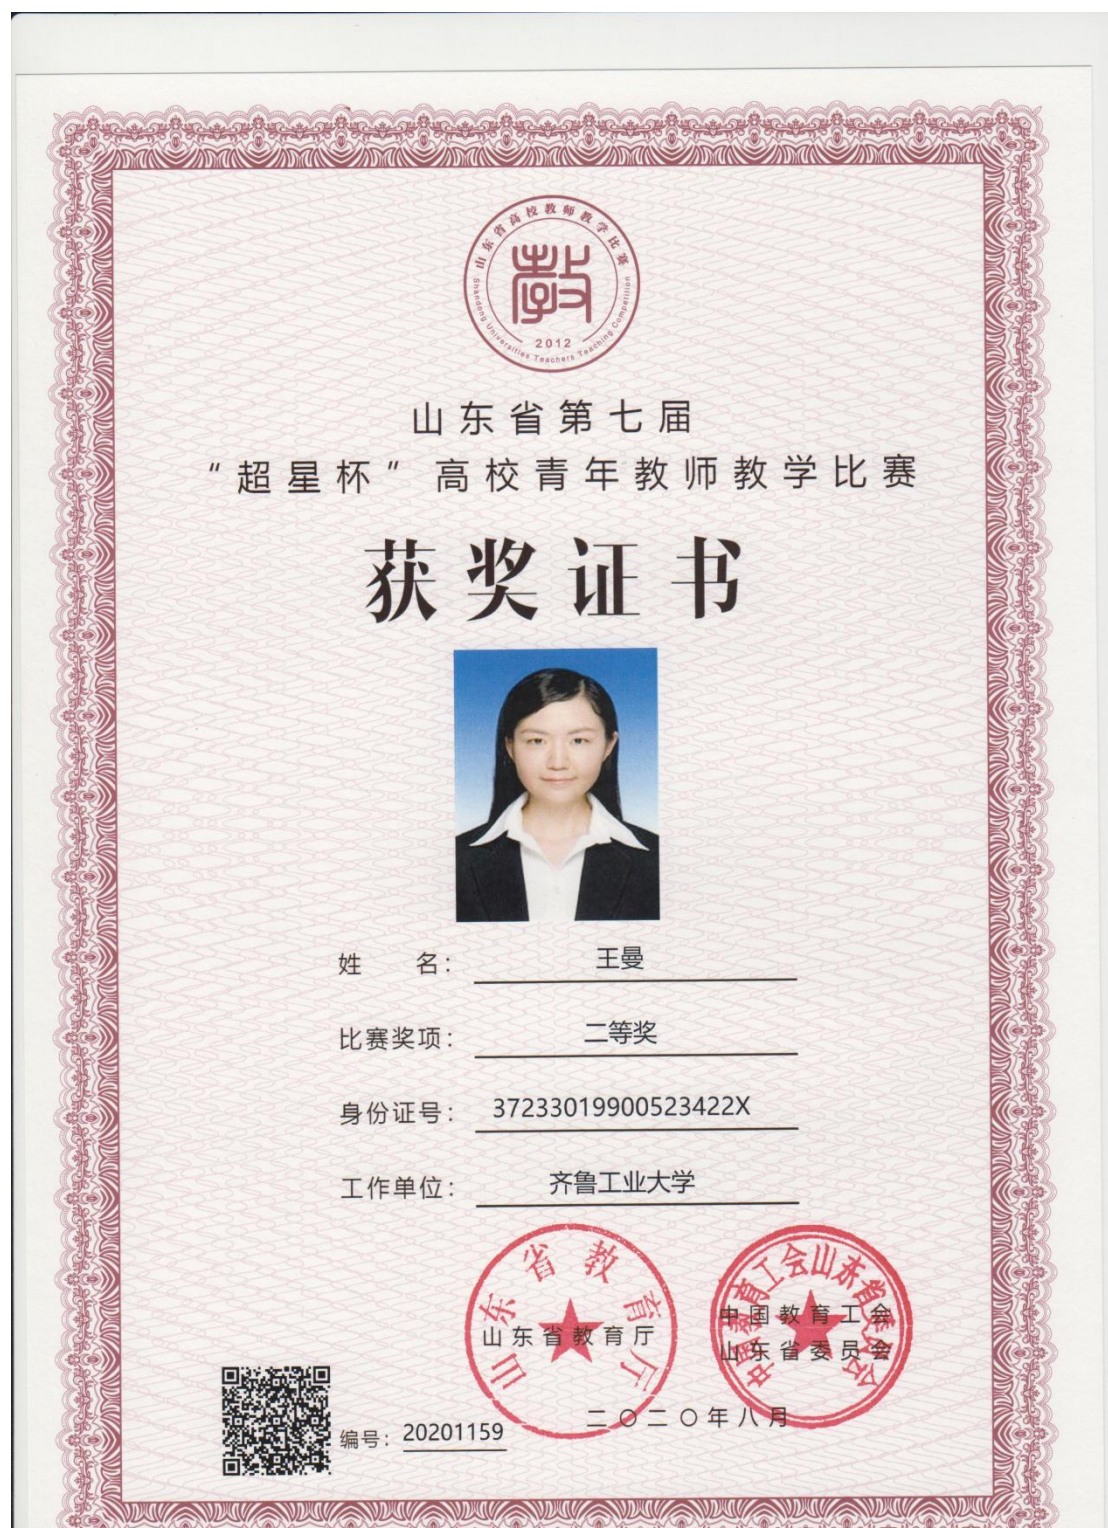 山东省高校教师教学比赛
教
2012
Shandong Universities Teachers Teaching Competition
山东省第七届
“超星杯”高校青年教师教学比赛
获奖证书
姓 名： 王曼
比赛奖项： 二等奖
身份证号： 37233019900523422X
工作单位： 齐鲁工业大学
山东省教育厅
山东省教育厅
中国教育工会山东省委员会
中国教育工会
山东省委员会
二〇二〇年八月
编号：20201159